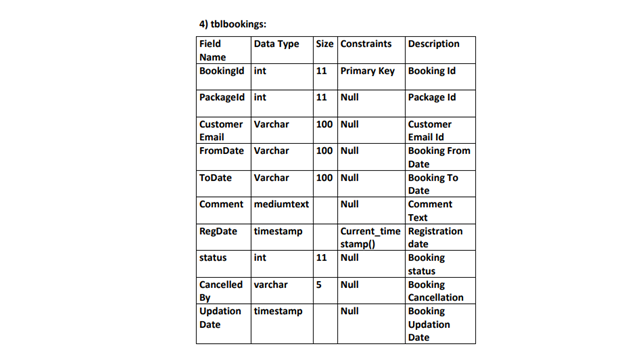 4) tblbookings:
Field Name Data Type Size Constraints Description
BookingId int 11 Primary Key Booking Id
PackageId int 11 Null Package Id
Customer Email Varchar 100 Null Customer Email Id
FromDate Varchar 100 Null Booking From Date
ToDate Varchar 100 Null Booking To Date
Comment mediumtext Null Comment Text
RegDate timestamp Current_time stamp() Registration date
status int 11 Null Booking status
Cancelled By varchar 5 Null Booking Cancellation
Updation Date timestamp Null Booking Updation Date